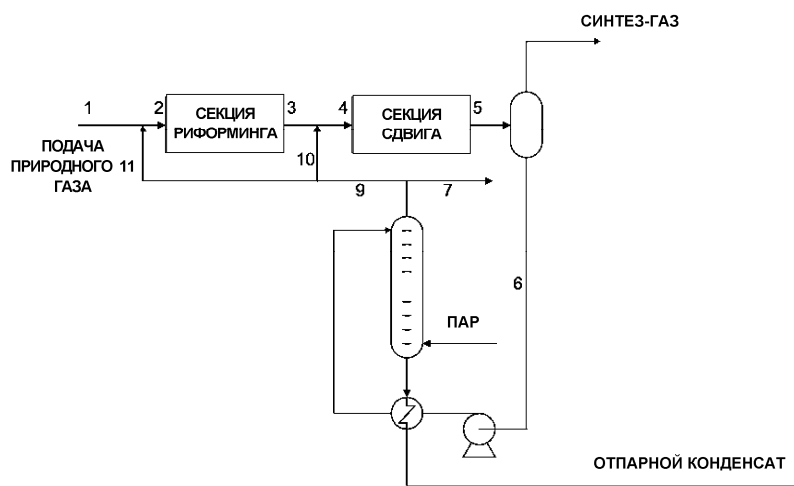 СИНТЕЗ-ГАЗ
1
2
СЕКЦИЯ
РИФОРМИНГА
3
4
СЕКЦИЯ
СДВИГА
5
ПОДАЧА
ПРИРОДНОГО 11
ГАЗА
10
9
7
6
ПАР
ОТПАРНОЙ КОНДЕНСАТ